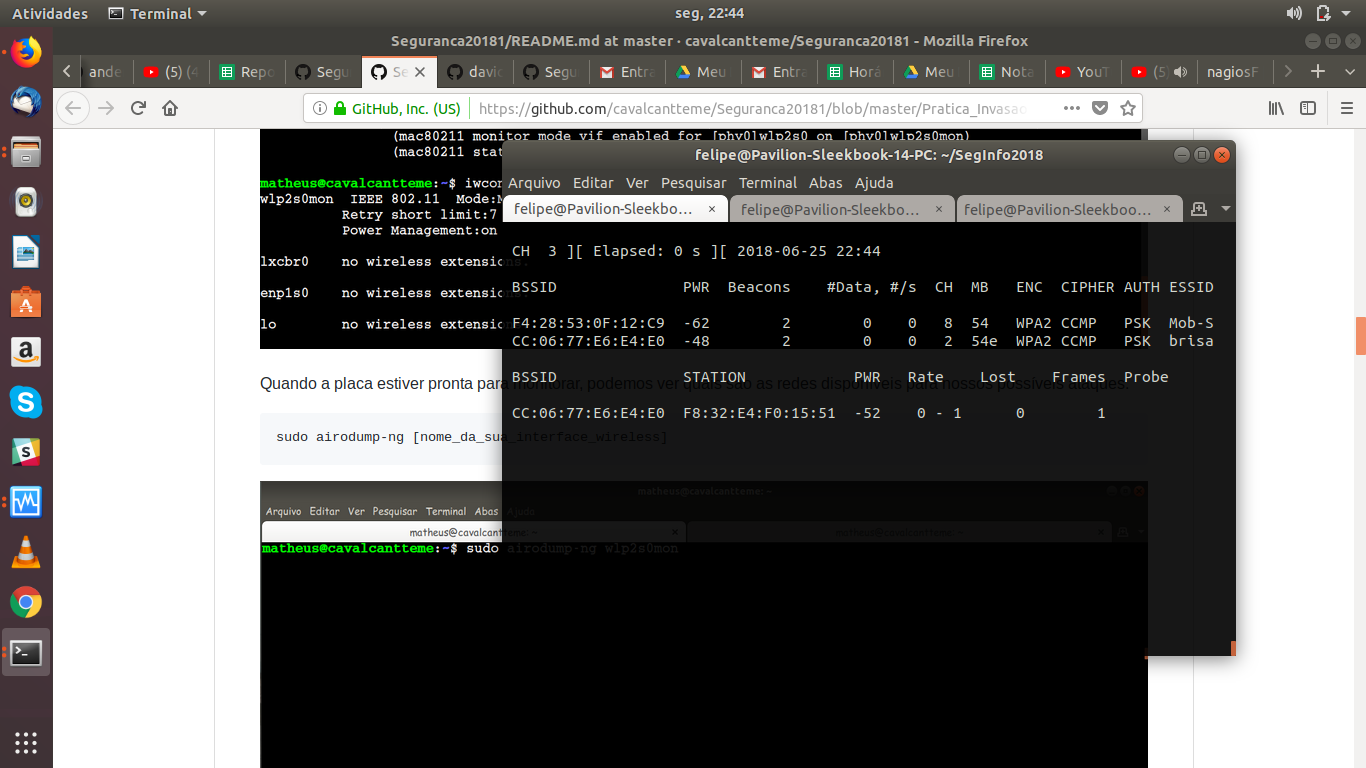 Atividades Terminal seg, 22:44
Seguranca20181/README.md at master · cavalcantteme/Seguranca20181 - Mozilla Firefox
ande (5) (4 Repo Segu Se davic Segu Entra Meu Entra Horá Meu Nota YouT (5) nagiosF
GitHub, Inc. (US) https://github.com/cavalcantteme/Seguranca20181/blob/master/Pratica_Invasao
(mac80211 monitor mode vif enabled for [phy0]wlp2s0 on [phy0]wlp2s0mon)
(mac80211 stat
matheus@cavalcantteme:~$ iwcon
wlp2s0mon IEEE 802.11 Mode:M
Retry short limit:7
Power Management:on
lxcbr0 no wireless extensions.
enp1s0 no wireless extensions.
lo no wireless extensions.
felipe@Pavilion-Sleekbook-14-PC: ~/SegInfo2018
Arquivo Editar Ver Pesquisar Terminal Abas Ajuda
felipe@Pavilion-Sleekbo... × felipe@Pavilion-Sleekbo... × felipe@Pavilion-Sleekboo... ×
CH 3 ][ Elapsed: 0 s ][ 2018-06-25 22:44
BSSID PWR Beacons #Data, #/s CH MB ENC CIPHER AUTH ESSID
F4:28:53:0F:12:C9 -62 2 0 0 8 54 WPA2 CCMP PSK Mob-S
CC:06:77:E6:E4:E0 -48 2 0 0 2 54e WPA2 CCMP PSK brisa
BSSID STATION PWR Rate Lost Frames Probe
CC:06:77:E6:E4:E0 F8:32:E4:F0:15:51 -52 0 - 1 0 1
Quando a placa estiver pronta para monitorar, podemos ver quais são as redes disponíveis para nossos possíveis ataques:
sudo airodump-ng [nome_da_sua_interface_wireless]
matheus@cavalcantteme: ~
Arquivo Editar Ver Pesquisar Terminal Abas Ajuda
matheus@cavalcantteme: ~ × matheus@cavalcantteme: ~ ×
matheus@cavalcantteme:~$ sudo airodump-ng wlp2s0mon